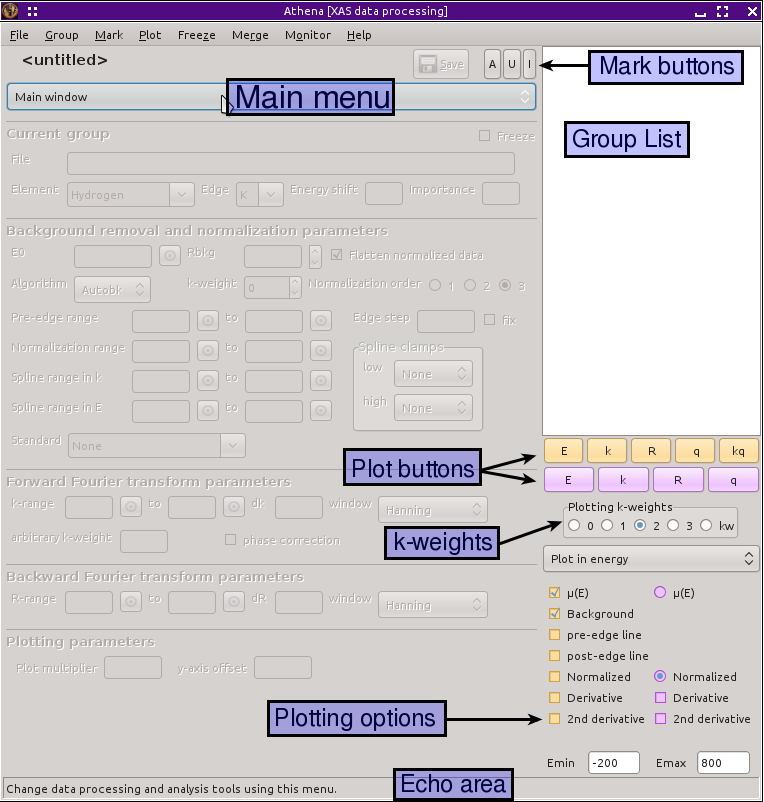 Athena [XAS data processing]
File Group Mark Plot Freeze Merge Monitor Help
<untitled> Save A U I Mark buttons
Main window Main menu
Group List
Current group Freeze
File
Element Hydrogen Edge K Energy shift Importance
Background removal and normalization parameters
E0 Rbkg Flatten normalized data
Algorithm Autobk k-weight 0 Normalization order 1 2 3
Pre-edge range to Edge step fix
Normalization range to Spline clamps
low None
Spline range in k to
high None
Spline range in E to
Standard None
E k R q kq
Plot buttons
E k R q
Forward Fourier transform parameters
k-range to dk window Hanning
Plotting k-weights
0 1 2 3 kw
arbitrary k-weight phase correction k-weights
Plot in energy
Backward Fourier transform parameters
R-range to dR window Hanning
μ(E) μ(E)
Background
pre-edge line
Plotting parameters
post-edge line
Plot multiplier y-axis offset
Normalized Normalized
Derivative Derivative
Plotting options 2nd derivative 2nd derivative
Emin -200 Emax 800
Echo area
Change data processing and analysis tools using this menu.